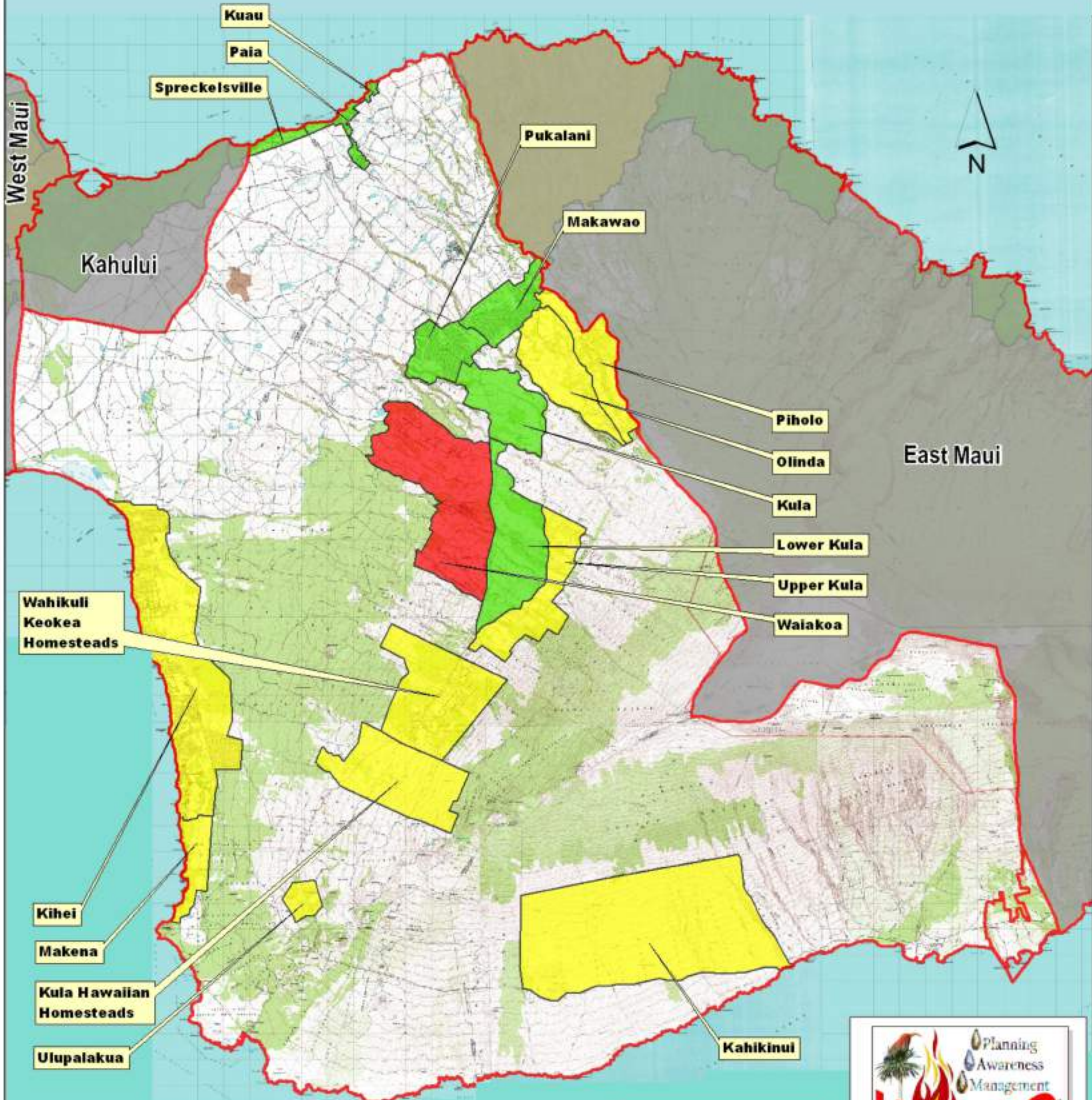 Kuau
Paia
Spreckelsville
West Maui
Pukalani
N
Makawao
Kahului
Piholo
Olinda
East Maui
Kula
Lower Kula
Upper Kula
Waiakoa
Wahikuli
Keokea
Homesteads
Kihei
Makena
Kula Hawaiian
Homesteads
Ulupalakua
Kahikinui
Planning
Awareness
Management